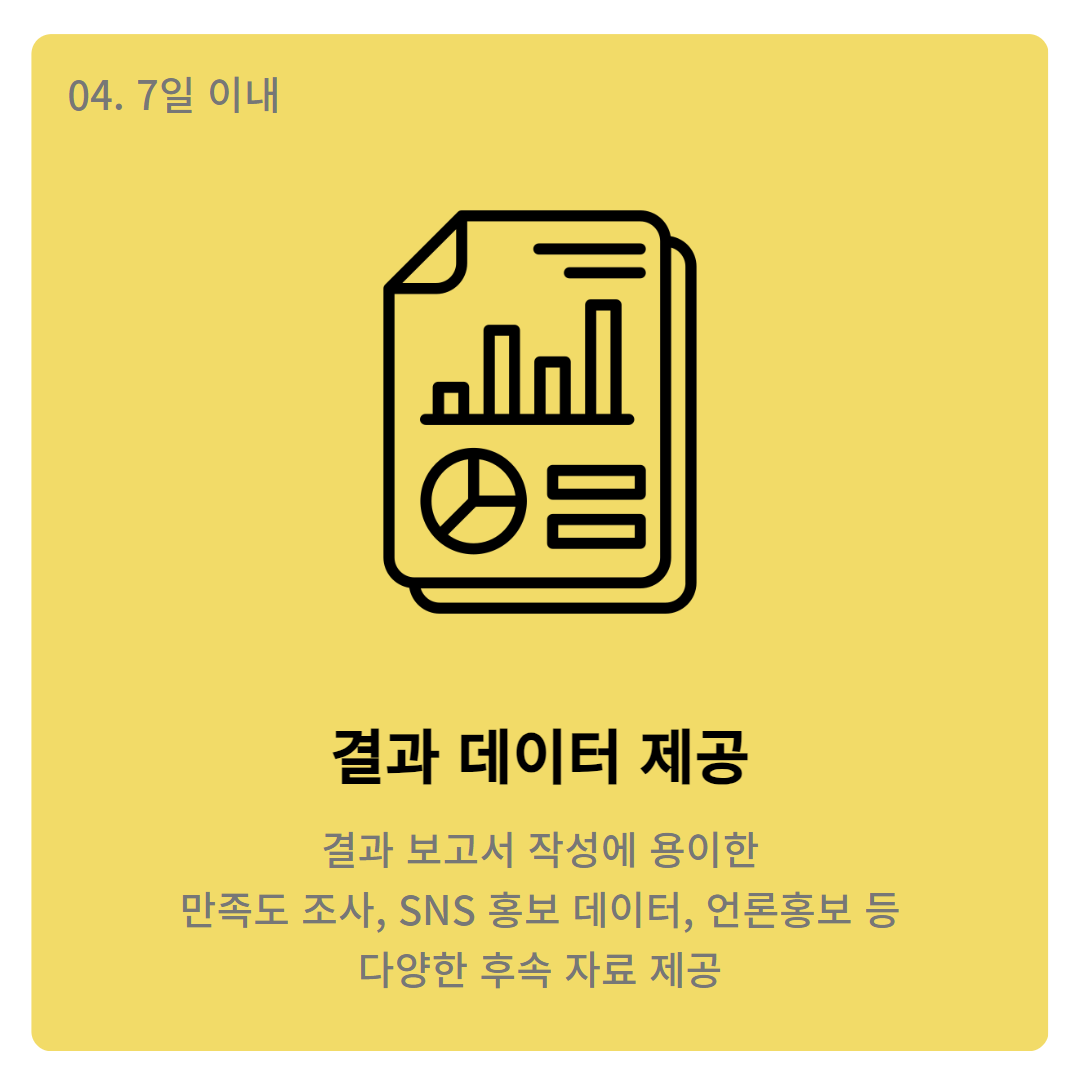 04. 7일 이내
결과 데이터 제공
결과 보고서 작성에 용이한
만족도 조사, SNS 홍보 데이터, 언론홍보 등
다양한 후속 자료 제공